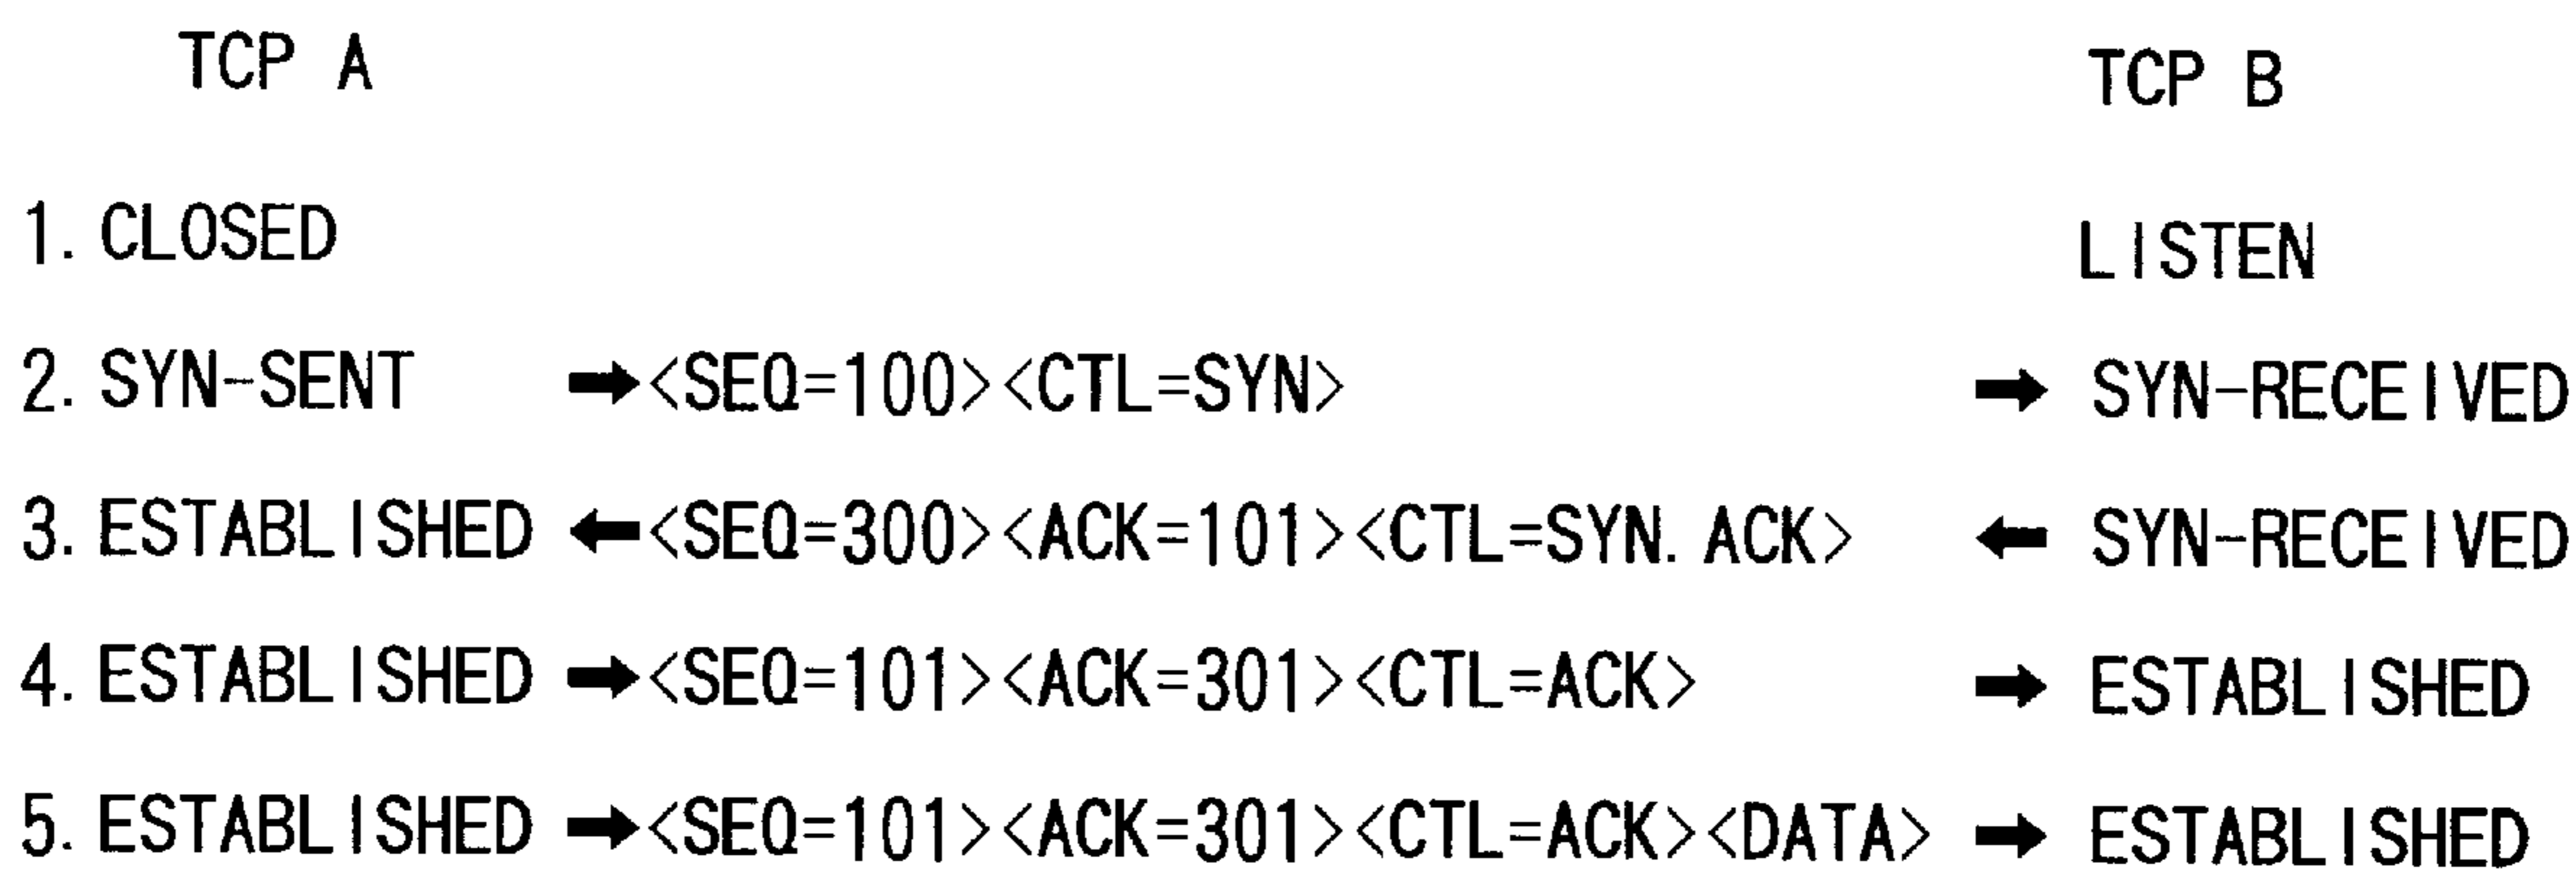 TCP A TCP B
1. CLOSED LISTEN
2. SYN-SENT ➡<SEQ=100><CTL=SYN> ➡ SYN-RECEIVED
3. ESTABLISHED ⬅<SEQ=300><ACK=101><CTL=SYN. ACK> ⬅ SYN-RECEIVED
4. ESTABLISHED ➡<SEQ=101><ACK=301><CTL=ACK> ➡ ESTABLISHED
5. ESTABLISHED ➡<SEQ=101><ACK=301><CTL=ACK><DATA> ➡ ESTABLISHED